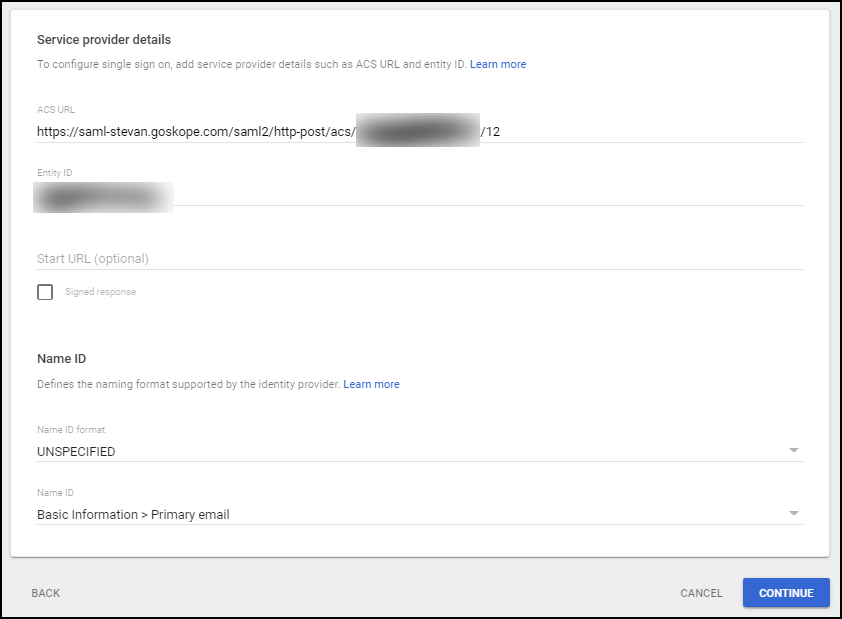 Service provider details
To configure single sign on, add service provider details such as ACS URL and entity ID. Learn more
ACS URL
https://saml-stevan.goskope.com/saml2/http-post/acs/ /12
Entity ID
Start URL (optional)
Signed response
Name ID
Defines the naming format supported by the identity provider. Learn more
Name ID format
UNSPECIFIED
Name ID
Basic Information > Primary email
BACK CANCEL CONTINUE